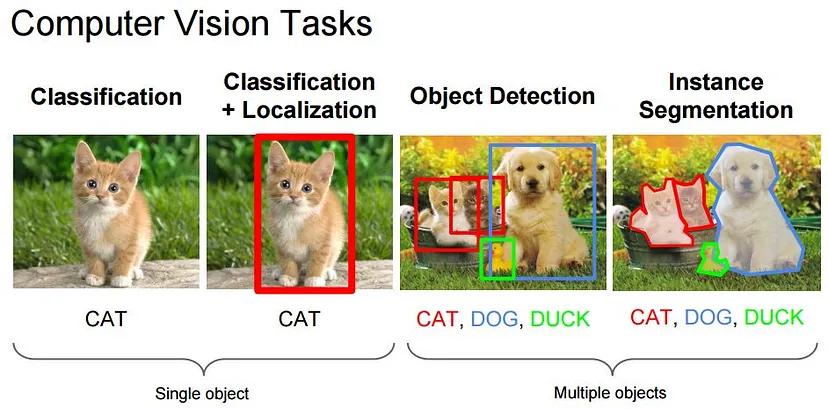 Computer Vision Tasks
Classification
Classification
+ Localization
Object Detection
Instance
Segmentation
CAT
CAT
CAT, DOG, DUCK
CAT, DOG, DUCK
Single object
Multiple objects